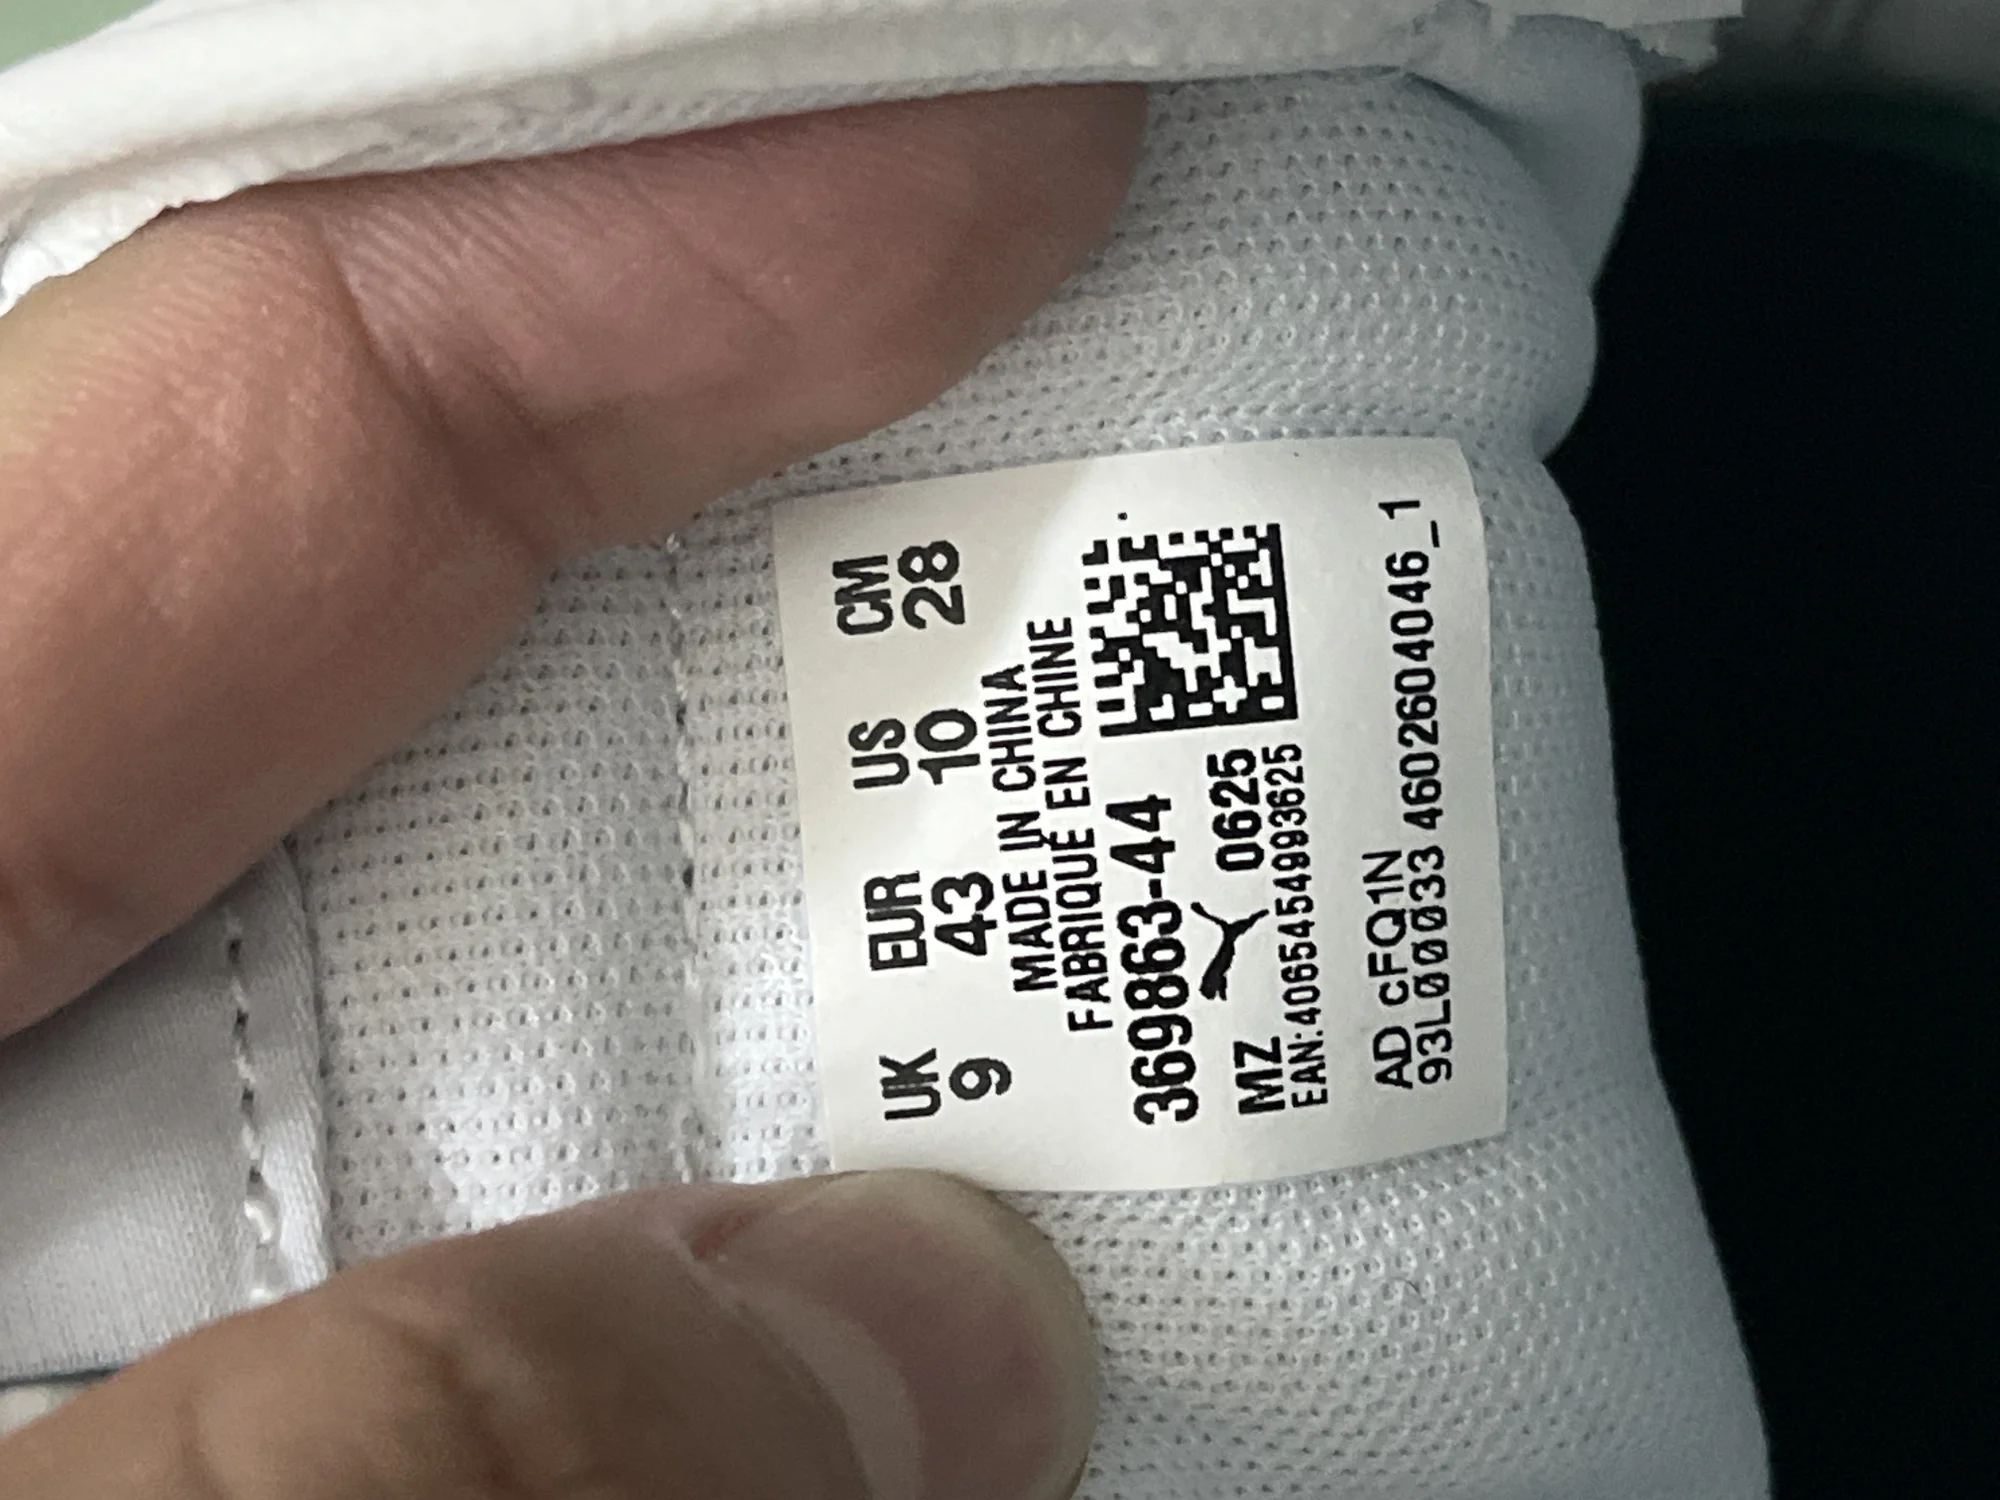 UK EUR US CM
9 43 10 28
MADE IN CHINA
FABRIQUÉ EN CHINE
369863-44
MZ 0625
EAN:4065454993625
AD cFQ1N
93L00033 4602604046_1